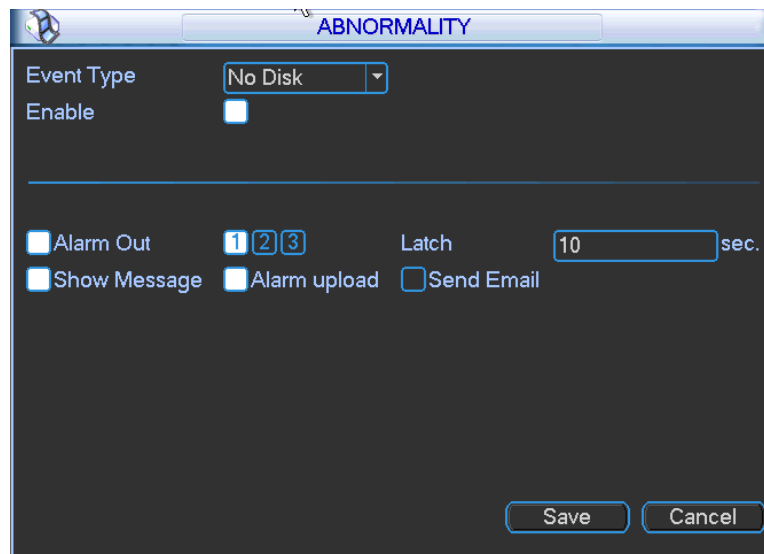 ABNORMALITY
Event Type No Disk
Enable
Alarm Out 1 2 3 Latch 10 sec.
Show Message Alarm upload Send Email
Save Cancel